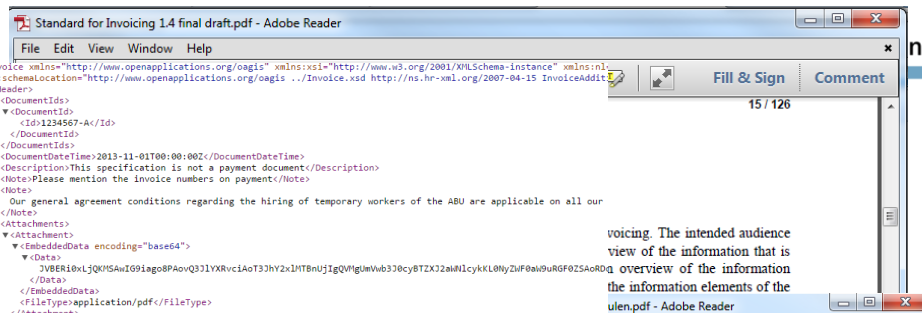 Standard for Invoicing 1.4 final draft.pdf - Adobe Reader
File Edit View Window Help
voice xmlns="http://www.openapplications.org/oagis" xmlns:xsi="http://www.w3.org/2001/XMLSchema-instance" xmlns:nl
:schemaLocation="http://www.openapplications.org/oagis ../Invoice.xsd http://ns.hr-xml.org/2007-04-15 InvoiceAddit
eader>
<DocumentIds>
▼<DocumentId>
<Id>1234567-A</Id>
</DocumentId>
</DocumentIds>
<DocumentDateTime>2013-11-01T00:00:00Z</DocumentDateTime>
<Description>This specification is not a payment document</Description>
<Note>Please mention the invoice numbers on payment</Note>
<Note>
Our general agreement conditions regarding the hiring of temporary workers of the ABU are applicable on all our
</Note>
<Attachments>
▼<Attachment>
▼<EmbeddedData encoding="base64">
▼<Data>
</Data>
</EmbeddedData>
<FileType>application/pdf</FileType>
</Attachment>
n
Fill & Sign Comment
15 / 126
voicing. The intended audience
view of the information that is
n overview of the information
the information elements of the
ulen.pdf - Adobe Reader